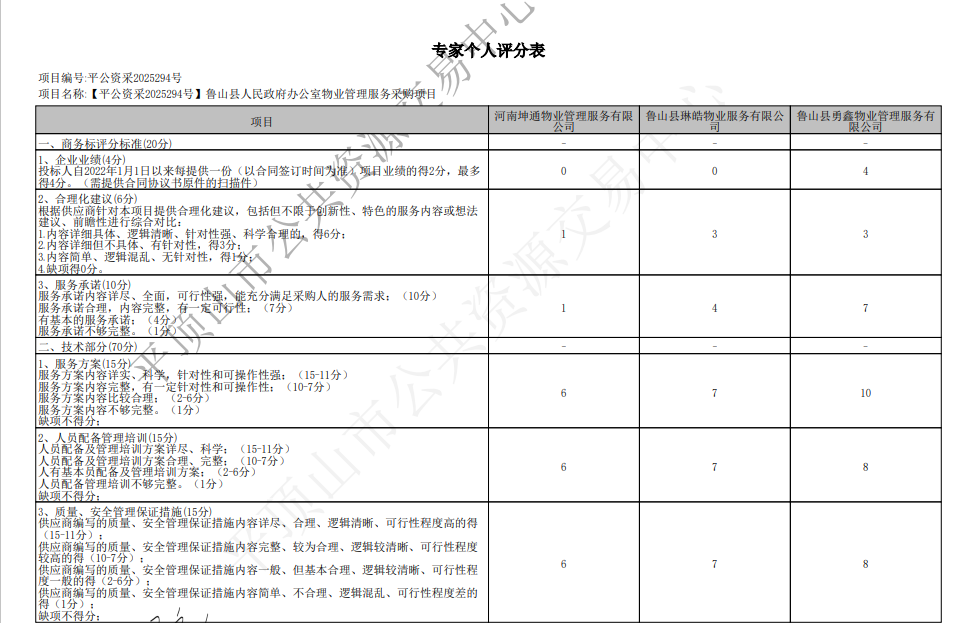 专家个人评分表
项目编号:平公资采2025294号
项目名称:【平公资采2025294号】鲁山县人民政府办公室物业管理服务采购项目
项目
河南坤通物业管理服务有限公司
鲁山县琳皓物业服务有限公司
鲁山县勇鑫物业管理服务有限公司
一、商务标评分标准(20分)
-
-
-
1、企业业绩(4分)
投标人自2022年1月1日以来每提供一份（以合同签订时间为准）项目业绩的得2分，最多
得4分。（需提供合同协议书原件的扫描件）
0
0
4
2、合理化建议(6分)
根据供应商针对本项目提供合理化建议，包括但不限于创新性、特色的服务内容或想法
建议、前瞻性进行综合对比：
1.内容详细具体、逻辑清晰、针对性强、科学合理的，得6分；
2.内容详细但不具体、有针对性，得3分；
3.内容简单、逻辑混乱、无针对性，得1分；
4.缺项得0分。
1
3
3
3、服务承诺(10分)
服务承诺内容详尽、全面，可行性强，能充分满足采购人的服务需求；（10分）
服务承诺合理，内容完整，有一定可行性；（7分）
有基本的服务承诺；（4分）
服务承诺不够完整。（1分）
1
4
7
二、技术部分(70分)
-
-
-
1、服务方案(15分)
服务方案内容详实、科学，针对性和可操作性强；（15-11分）
服务方案内容完整，有一定针对性和可操作性；（10-7分）
服务方案内容比较合理；（2-6分）
服务方案内容不够完整。（1分）
缺项不得分；
6
7
10
2、人员配备管理培训(15分)
人员配备及管理培训方案详尽、科学；（15-11分）
人员配备及管理培训方案合理、完整；（10-7分）
人有基本员配备及管理培训方案；（2-6分）
人员配备管理培训不够完整。（1分）
缺项不得分；
6
7
8
3、质量、安全管理保证措施(15分)
供应商编写的质量、安全管理保证措施内容详尽、合理、逻辑清晰、可行性程度高的得
（15-11分）；
供应商编写的质量、安全管理保证措施内容完整、较为合理、逻辑较清晰、可行性程度
较高的得（10-7分）；
供应商编写的质量、安全管理保证措施内容一般、但基本合理、逻辑较清晰、可行性程
度一般的得（2-6分）；
供应商编写的质量、安全管理保证措施内容简单、不合理、逻辑混乱、可行性程度差的
得（1分）；
缺项不得分；
6
7
8
平顶山市公共资源交易中心
平顶山市公共资源交易中心